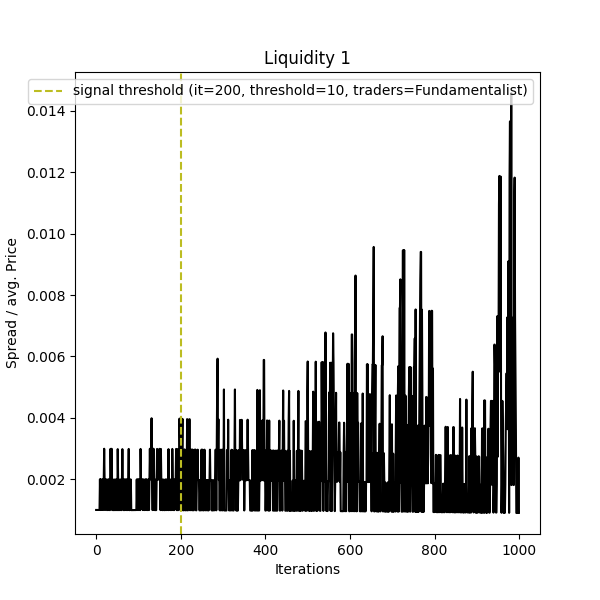 Liquidity 1
signal threshold (it=200, threshold=10, traders=Fundamentalist)
Spread / avg. Price
0.014
0.012
0.010
0.008
0.006
0.004
0.002
0 200 400 600 800 1000
Iterations